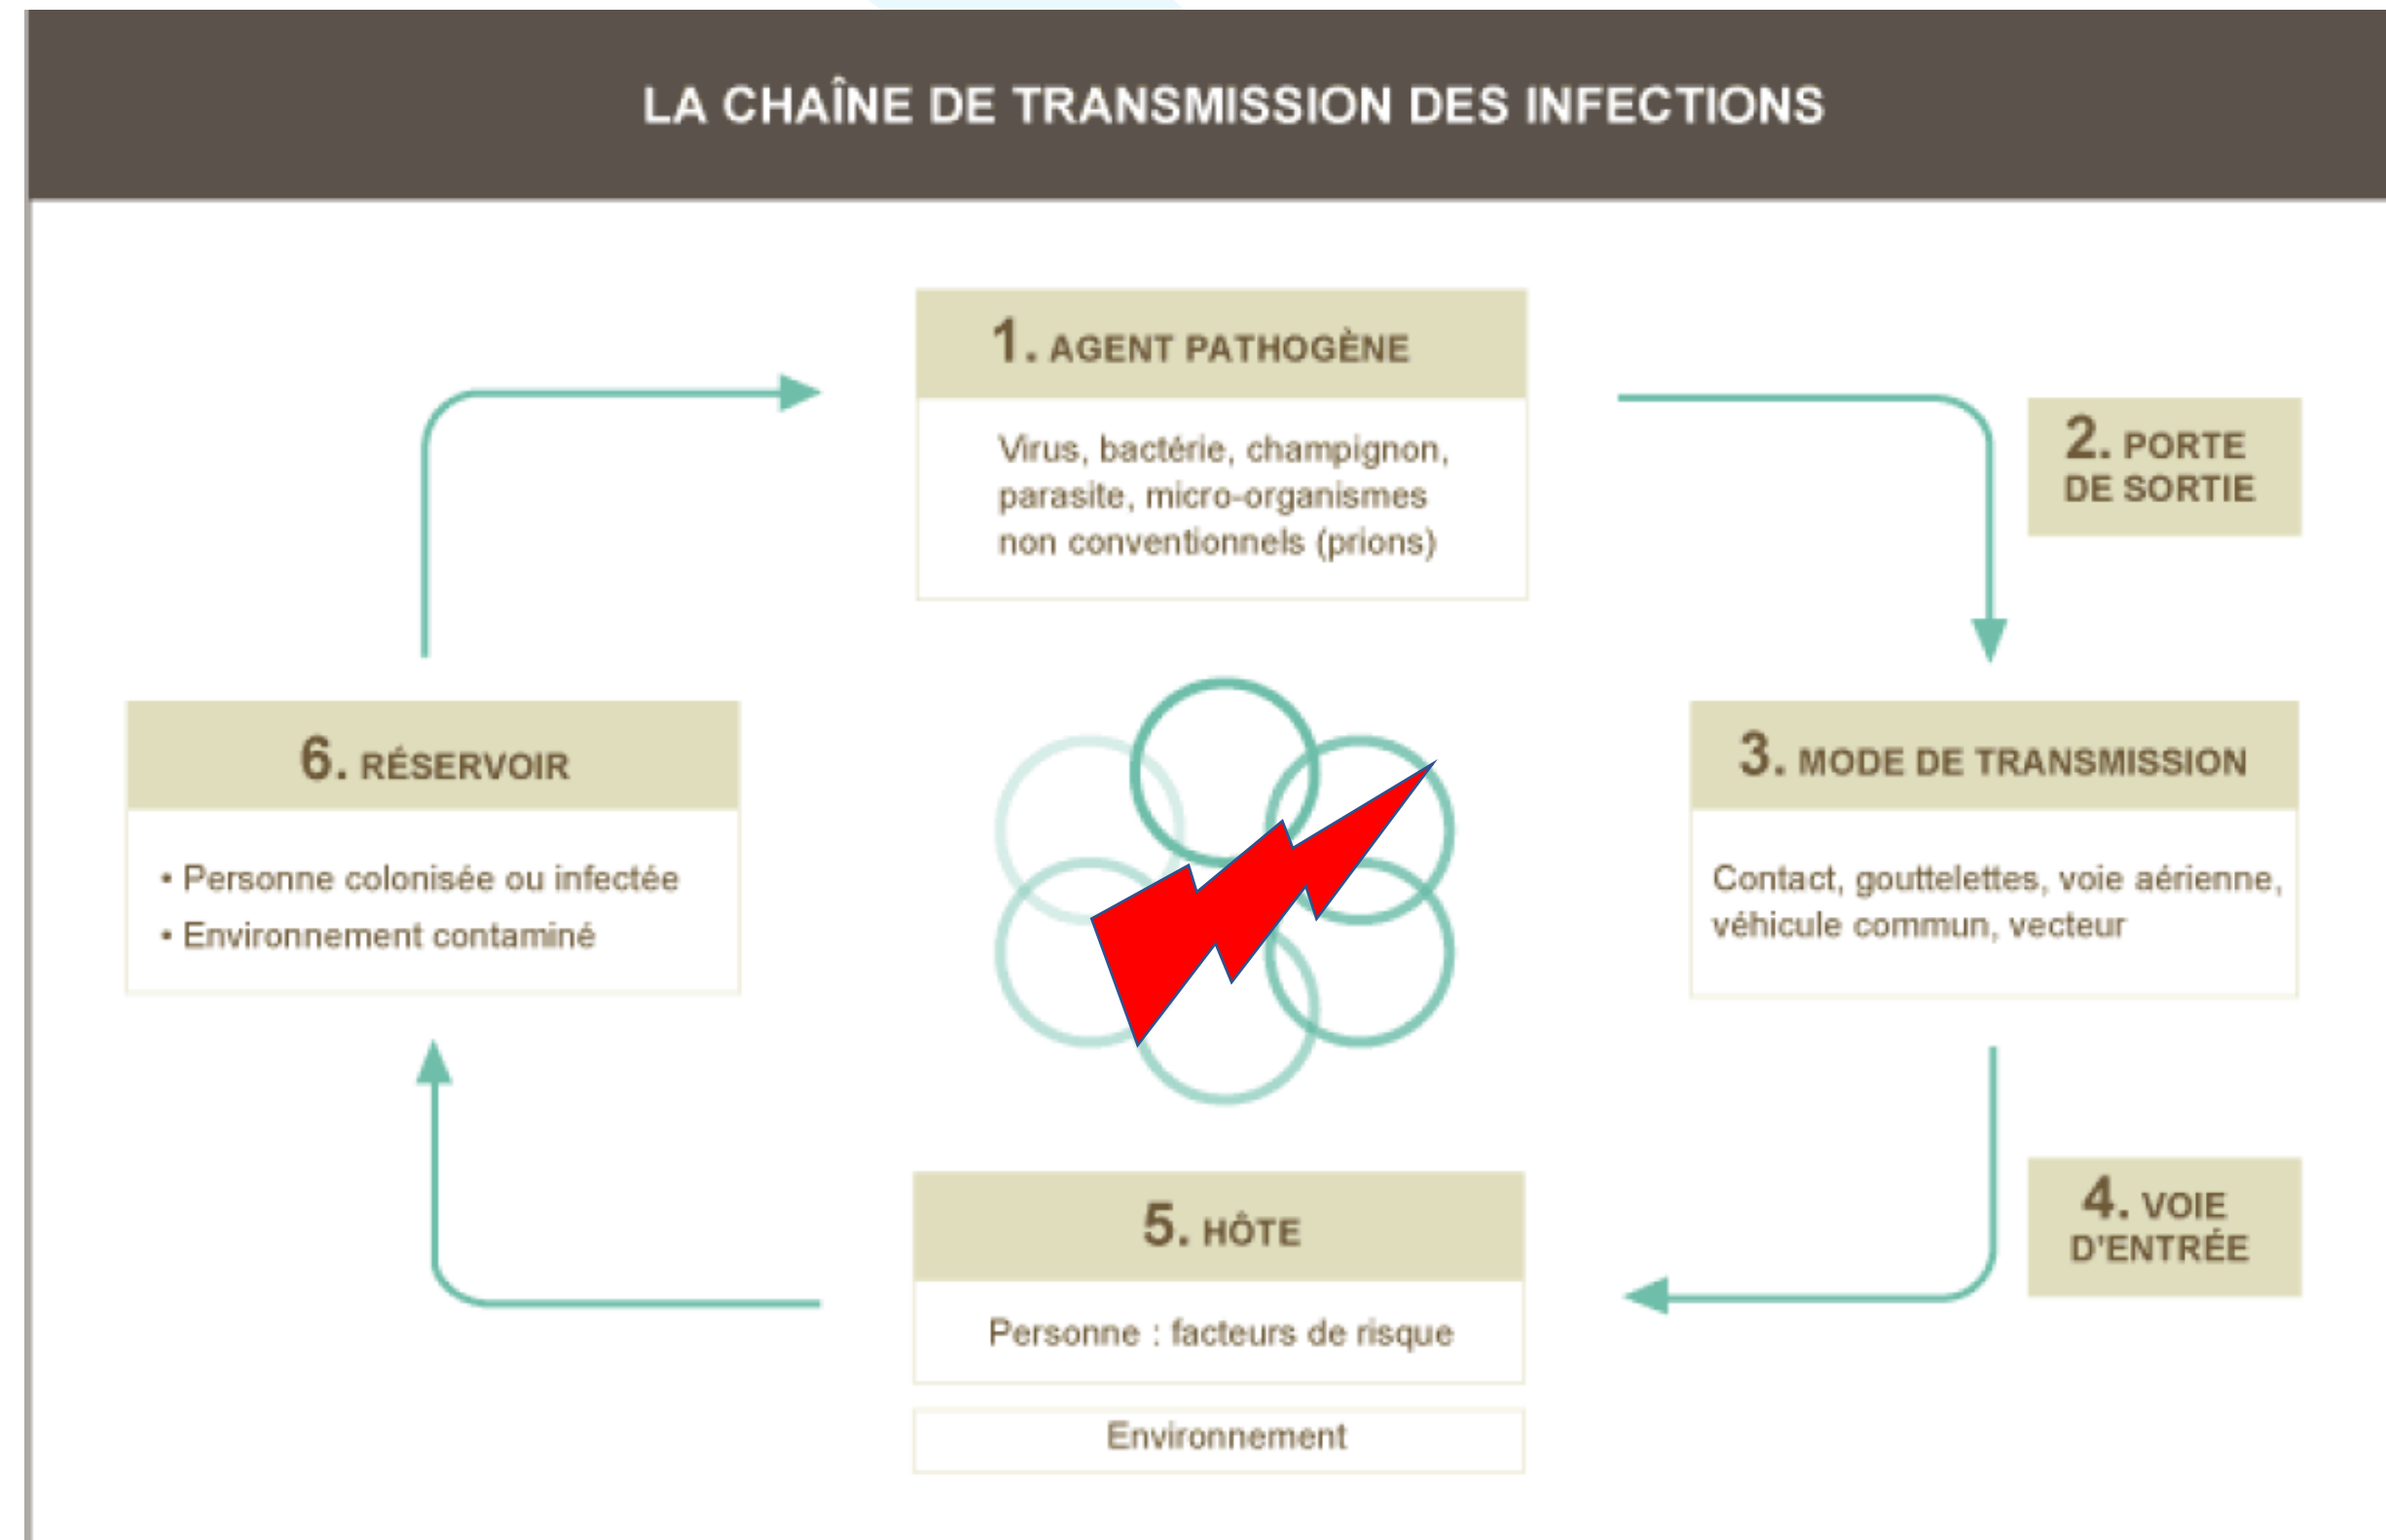 LA CHAÎNE DE TRANSMISSION DES INFECTIONS
1. AGENT PATHOGÈNE
Virus, bactérie, champignon,
parasite, micro-organismes
non conventionnels (prions)
2. PORTE
DE SORTIE
3. MODE DE TRANSMISSION
Contact, gouttelettes, voie aérienne,
véhicule commun, vecteur
4. VOIE
D'ENTRÉE
5. HÔTE
Personne : facteurs de risque
Environnement
6. RÉSERVOIR
• Personne colonisée ou infectée
• Environnement contaminé